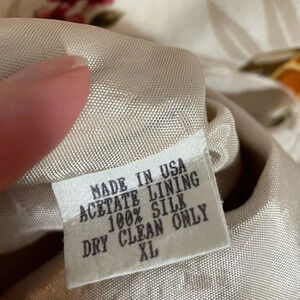 MADE IN USA
ACETATE LINING
100% SILK
DRY CLEAN ONLY
XL